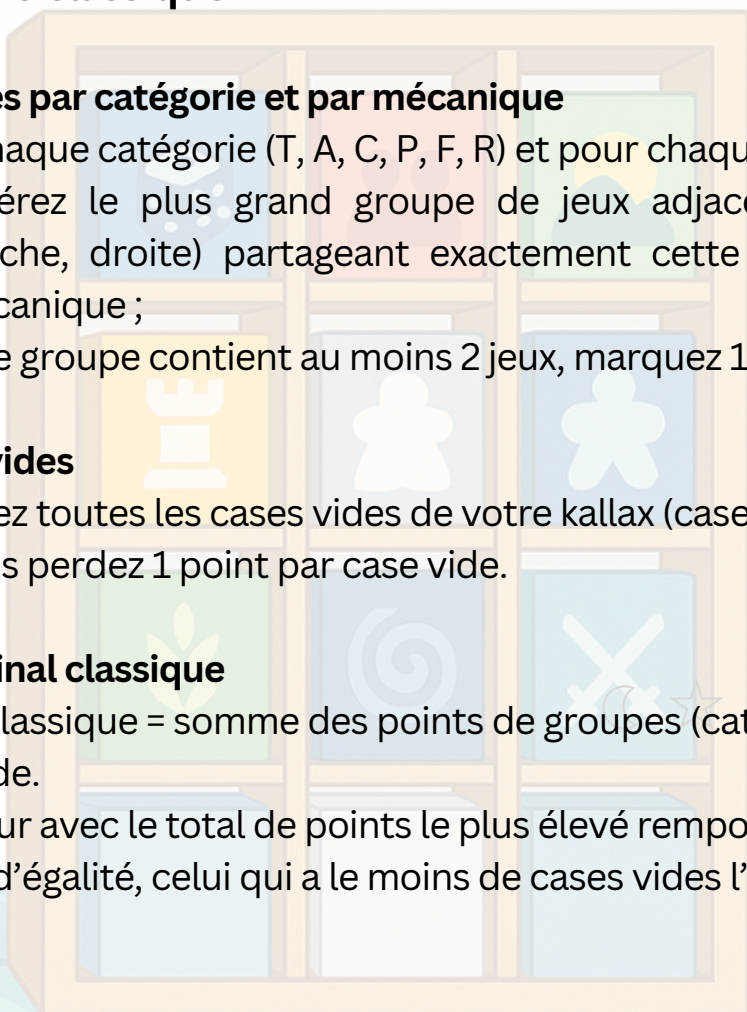 es par catégorie et par mécanique
haque catégorie (T, A, C, P, F, R) et pour chaqu
érez le plus grand groupe de jeux adjac
che, droite) partageant exactement cette
canique ;
e groupe contient au moins 2 jeux, marquez 1
vides
ez toutes les cases vides de votre kallax (case
s perdez 1 point par case vide.
inal classique
lassique = somme des points de groupes (cat
de.
ur avec le total de points le plus élevé rempo
d'égalité, celui qui a le moins de cases vides l'